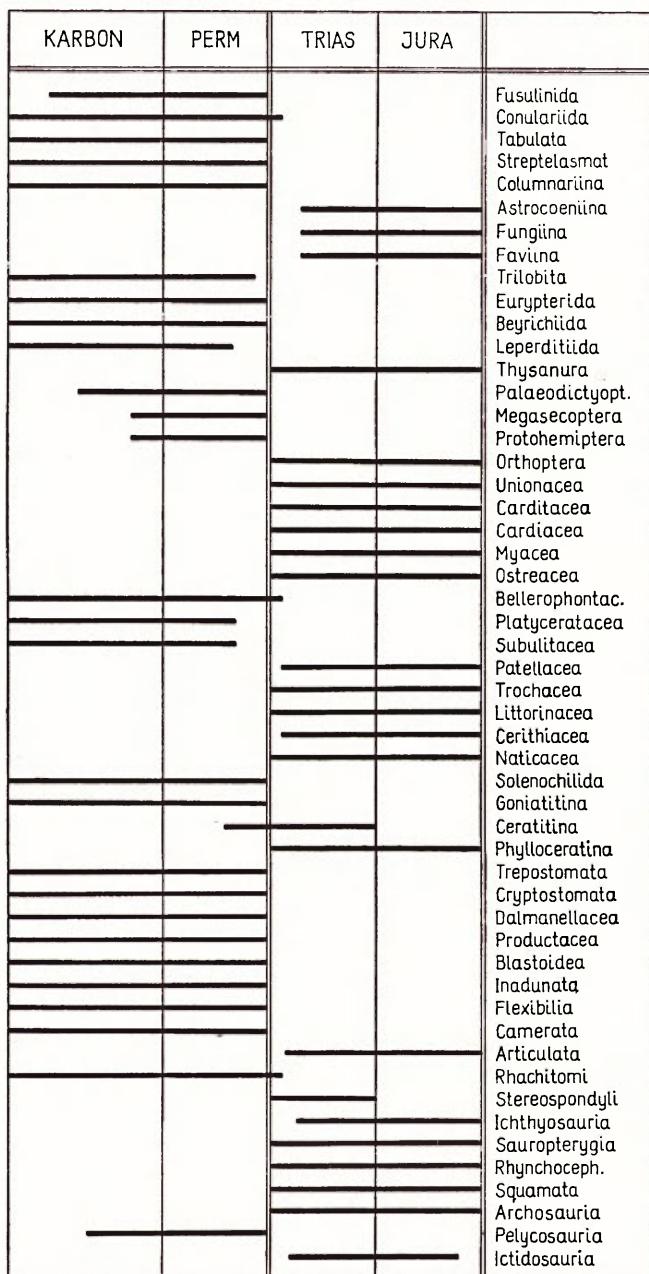 KARBON PERM TRIAS JURA
Fusulinida
Conulariida
Tabulata
Streptelasmat
Columnariina
Astrocoeniina
Fungiina
Faviina
Trilobita
Eurypterida
Beyrichiida
Leperditiida
Thysanura
Palaeodictyopt.
Megasecoptera
Protohemiptera
Orthoptera
Unionacea
Carditacea
Cardiacea
Myacea
Ostreacea
Bellerophontac.
Platyceratacea
Subulitacea
Patellacea
Trochacea
Littorinacea
Cerithiacea
Naticacea
Solenochilida
Goniatitina
Ceratitina
Phylloceratina
Trepostomata
Cryptostomata
Dalmanellacea
Productacea
Blastoidea
Inadunata
Flexibilia
Camerata
Articulata
Rhachitomi
Stereospondyli
Ichthyosauria
Sauropterygia
Rhynchoceph.
Squamata
Archosauria
Pelycosauria
Ictidosauria